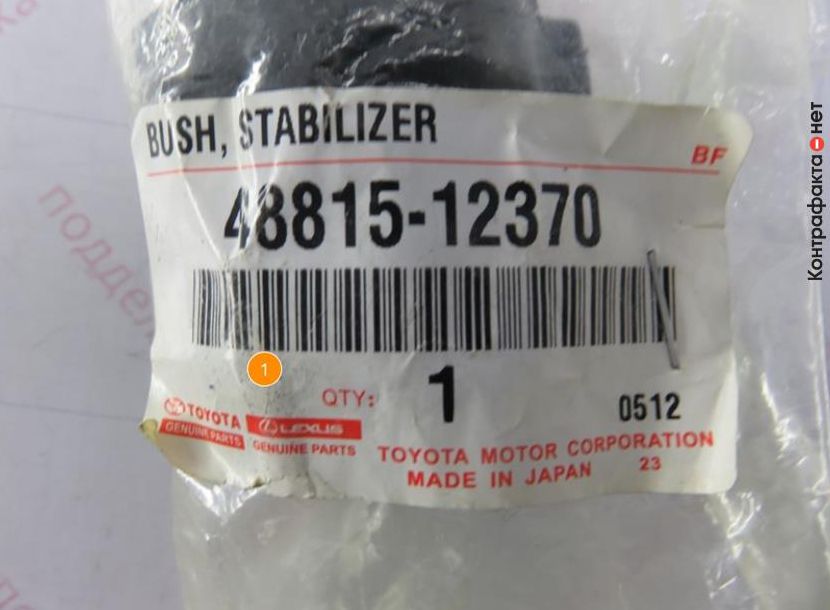 BUSH, STABILIZER
BF
48815-12370
1
QTY: 1
0512
TOYOTA
GENUINE PARTS
LEXUS
GENUINE PARTS
TOYOTA MOTOR CORPORATION
MADE IN JAPAN 23
Контрафакта нет